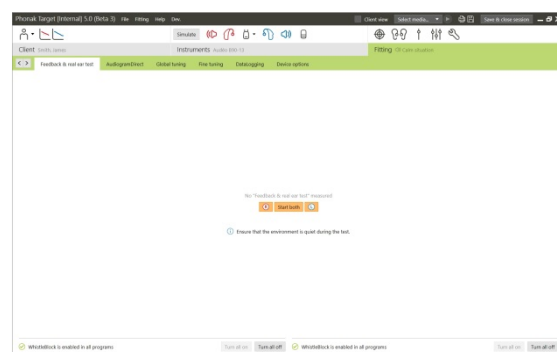 Phonak Target [Internal] 5.0 (Beta 3) File Fitting Help Dev.
Client view Select media... Save & close session
Simulate
Client Smith, James
Instruments Audéo B90-13
Fitting T0 Calm situation
Feedback & real ear test AudiogramDirect Global tuning Fine tuning Datalogging Device options
No "Feedback & real ear test" measured
R Start both L
Ensure that the environment is quiet during the test.
WhistleBlock is enabled in all programs Turn all on Turn all off WhistleBlock is enabled in all programs Turn all on Turn all off